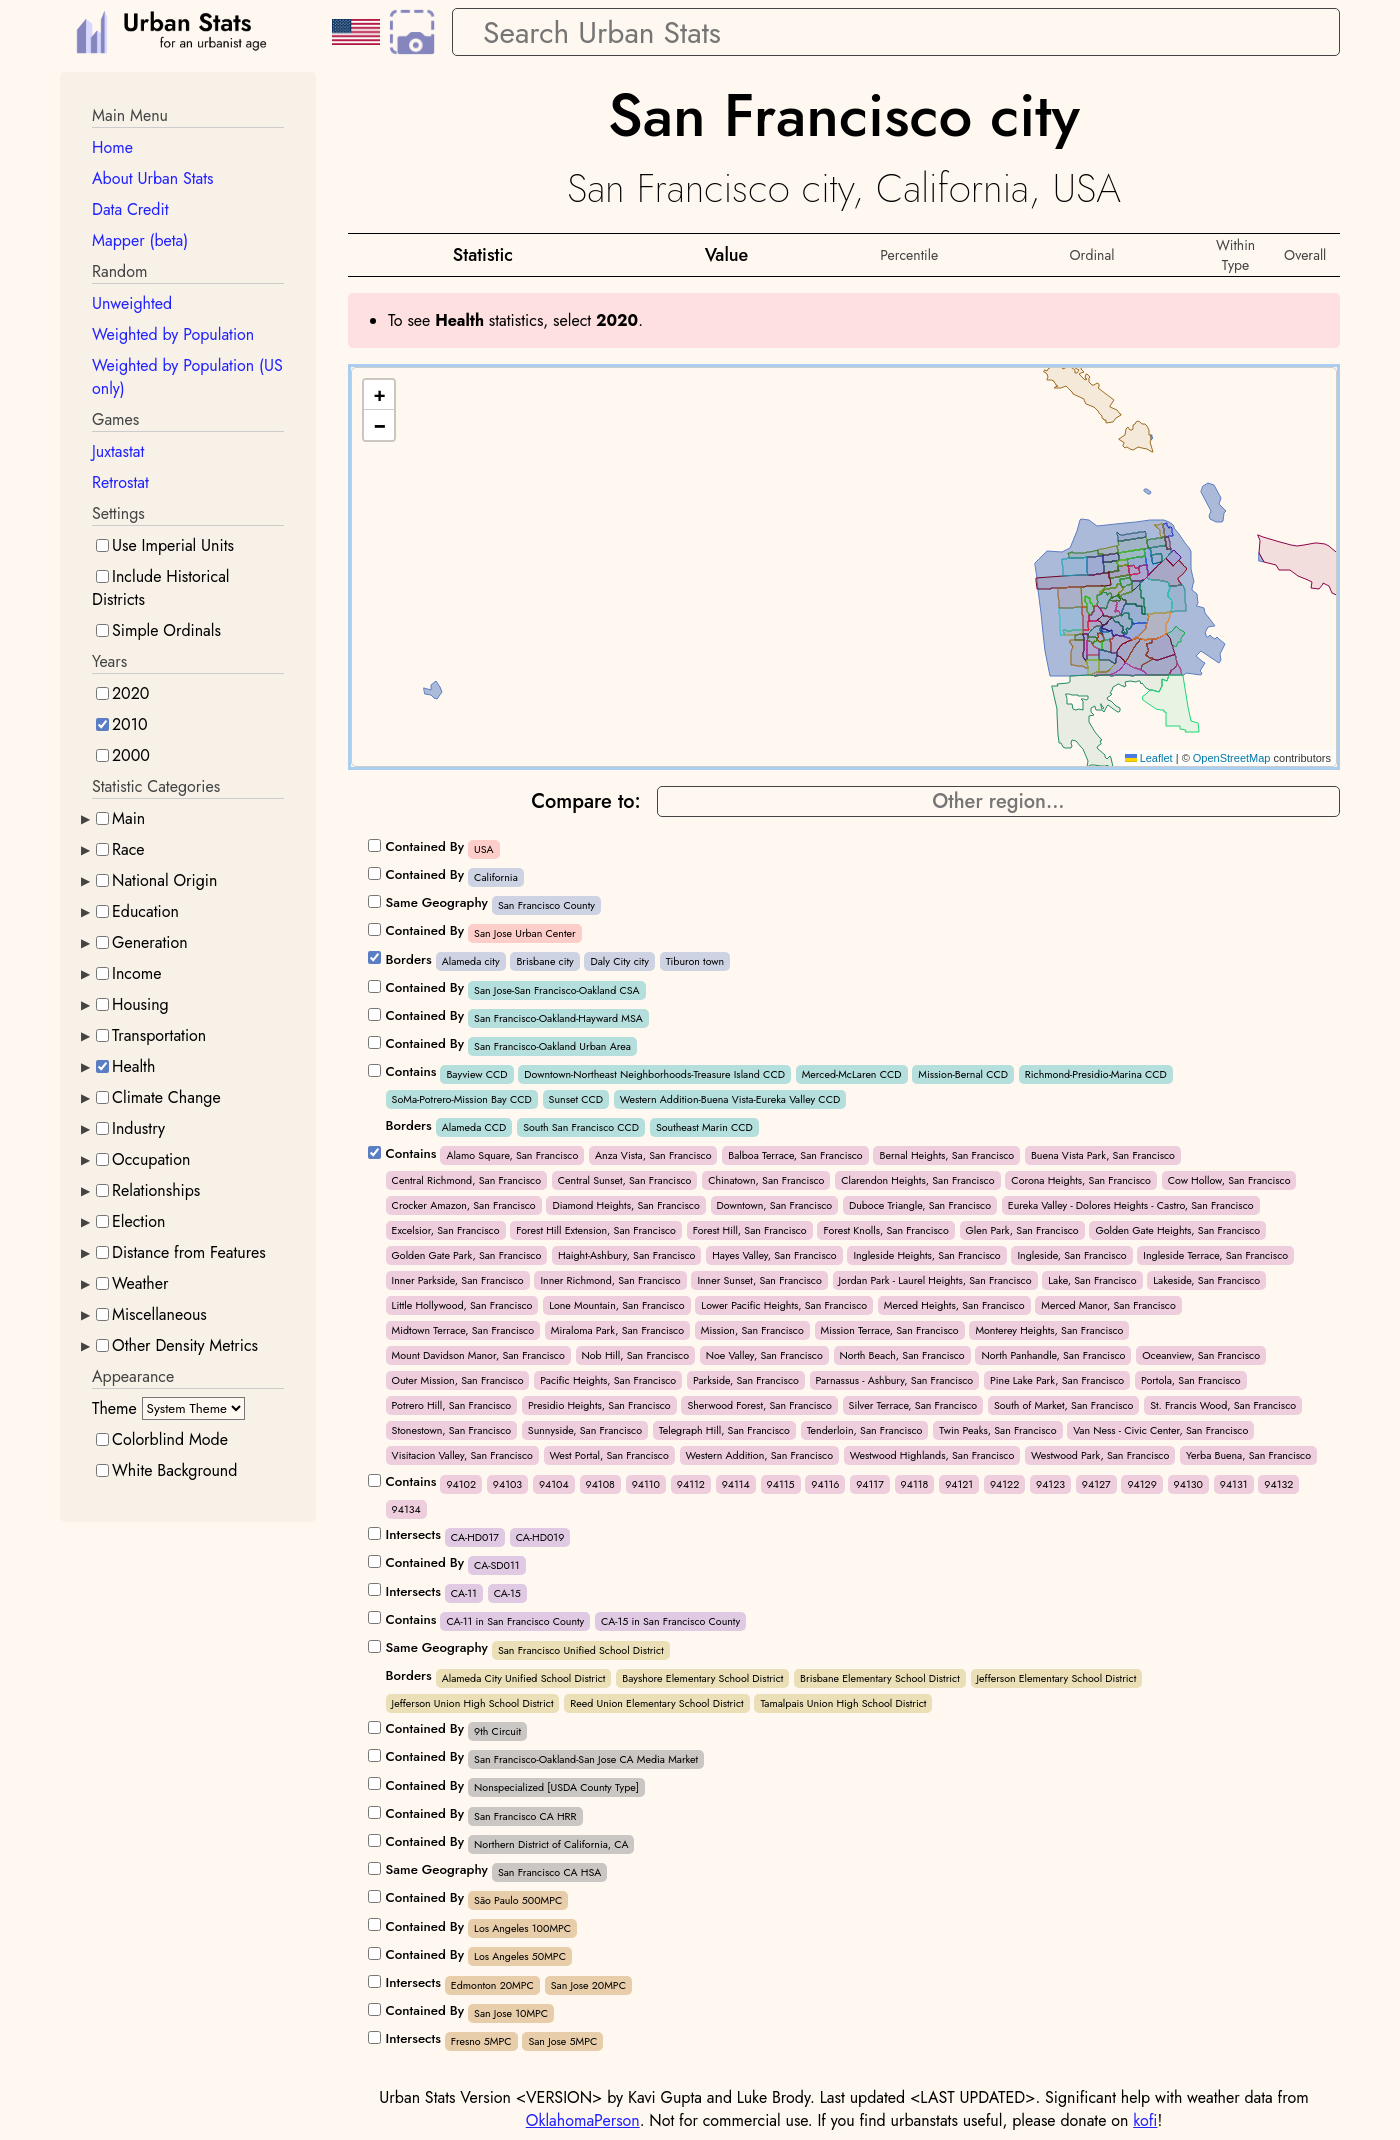 Urban Stats
for an urbanist age
Search Urban Stats
Main Menu
Home
About Urban Stats
Data Credit
Mapper (beta)
Random
Unweighted
Weighted by Population
Weighted by Population (US
only)
Games
Juxtastat
Retrostat
Settings
Use Imperial Units
Include Historical
Districts
Simple Ordinals
Years
2020
2010
2000
Statistic Categories
Main
Race
National Origin
Education
Generation
Income
Housing
Transportation
Health
Climate Change
Industry
Occupation
Relationships
Election
Distance from Features
Weather
Miscellaneous
Other Density Metrics
Appearance
Theme System Theme
Colorblind Mode
White Background
San Francisco city
San Francisco city, California, USA
Statistic Value Percentile Ordinal Within Type Overall
To see Health statistics, select 2020.
+
−
Leaflet | © OpenStreetMap contributors
Compare to: Other region...
Contained By USA
Contained By California
Same Geography San Francisco County
Contained By San Jose Urban Center
Borders Alameda city Brisbane city Daly City city Tiburon town
Contained By San Jose-San Francisco-Oakland CSA
Contained By San Francisco-Oakland-Hayward MSA
Contained By San Francisco-Oakland Urban Area
Contains Bayview CCD Downtown-Northeast Neighborhoods-Treasure Island CCD Merced-McLaren CCD Mission-Bernal CCD Richmond-Presidio-Marina CCD
SoMa-Potrero-Mission Bay CCD Sunset CCD Western Addition-Buena Vista-Eureka Valley CCD
Borders Alameda CCD South San Francisco CCD Southeast Marin CCD
Contains Alamo Square, San Francisco Anza Vista, San Francisco Balboa Terrace, San Francisco Bernal Heights, San Francisco Buena Vista Park, San Francisco
Central Richmond, San Francisco Central Sunset, San Francisco Chinatown, San Francisco Clarendon Heights, San Francisco Corona Heights, San Francisco Cow Hollow, San Francisco
Crocker Amazon, San Francisco Diamond Heights, San Francisco Downtown, San Francisco Duboce Triangle, San Francisco Eureka Valley - Dolores Heights - Castro, San Francisco
Excelsior, San Francisco Forest Hill Extension, San Francisco Forest Hill, San Francisco Forest Knolls, San Francisco Glen Park, San Francisco Golden Gate Heights, San Francisco
Golden Gate Park, San Francisco Haight-Ashbury, San Francisco Hayes Valley, San Francisco Ingleside Heights, San Francisco Ingleside, San Francisco Ingleside Terrace, San Francisco
Inner Parkside, San Francisco Inner Richmond, San Francisco Inner Sunset, San Francisco Jordan Park - Laurel Heights, San Francisco Lake, San Francisco Lakeside, San Francisco
Little Hollywood, San Francisco Lone Mountain, San Francisco Lower Pacific Heights, San Francisco Merced Heights, San Francisco Merced Manor, San Francisco
Midtown Terrace, San Francisco Miraloma Park, San Francisco Mission, San Francisco Mission Terrace, San Francisco Monterey Heights, San Francisco
Mount Davidson Manor, San Francisco Nob Hill, San Francisco Noe Valley, San Francisco North Beach, San Francisco North Panhandle, San Francisco Oceanview, San Francisco
Outer Mission, San Francisco Pacific Heights, San Francisco Parkside, San Francisco Parnassus - Ashbury, San Francisco Pine Lake Park, San Francisco Portola, San Francisco
Potrero Hill, San Francisco Presidio Heights, San Francisco Sherwood Forest, San Francisco Silver Terrace, San Francisco South of Market, San Francisco St. Francis Wood, San Francisco
Stonestown, San Francisco Sunnyside, San Francisco Telegraph Hill, San Francisco Tenderloin, San Francisco Twin Peaks, San Francisco Van Ness - Civic Center, San Francisco
Visitacion Valley, San Francisco West Portal, San Francisco Western Addition, San Francisco Westwood Highlands, San Francisco Westwood Park, San Francisco Yerba Buena, San Francisco
Contains 94102 94103 94104 94108 94110 94112 94114 94115 94116 94117 94118 94121 94122 94123 94127 94129 94130 94131 94132
94134
Intersects CA-HD017 CA-HD019
Contained By CA-SD011
Intersects CA-11 CA-15
Contains CA-11 in San Francisco County CA-15 in San Francisco County
Same Geography San Francisco Unified School District
Borders Alameda City Unified School District Bayshore Elementary School District Brisbane Elementary School District Jefferson Elementary School District
Jefferson Union High School District Reed Union Elementary School District Tamalpais Union High School District
Contained By 9th Circuit
Contained By San Francisco-Oakland-San Jose CA Media Market
Contained By Nonspecialized [USDA County Type]
Contained By San Francisco CA HRR
Contained By Northern District of California, CA
Same Geography San Francisco CA HSA
Contained By São Paulo 500MPC
Contained By Los Angeles 100MPC
Contained By Los Angeles 50MPC
Intersects Edmonton 20MPC San Jose 20MPC
Contained By San Jose 10MPC
Intersects Fresno 5MPC San Jose 5MPC
Urban Stats Version <VERSION> by Kavi Gupta and Luke Brody. Last updated <LAST UPDATED>. Significant help with weather data from
OklahomaPerson. Not for commercial use. If you find urbanstats useful, please donate on kofi!